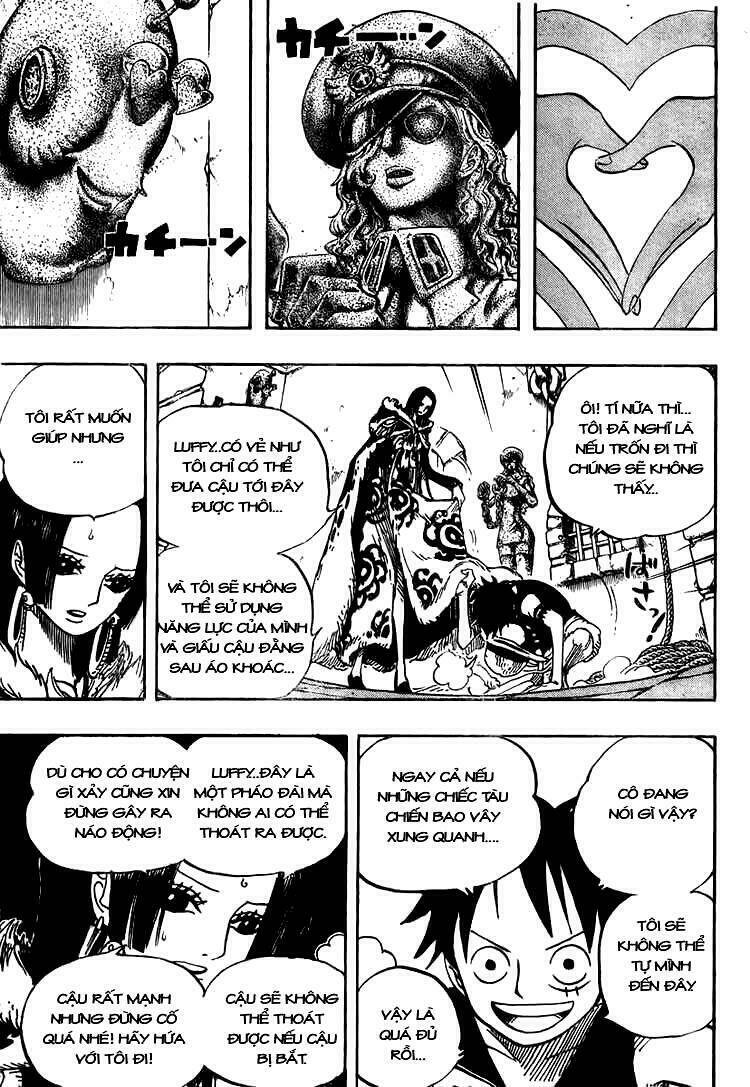 カチーーン
カチーーン
ÔI! TÍ NỮA THÌ...
TÔI ĐÃ NGHĨ LÀ
NẾU TRỐN ĐI THÌ
CHÚNG SẼ KHÔNG
THẤY...
ばさっ!
LUFFY..CÓ VẺ NHƯ
TÔI CHỈ CÓ THỂ
ĐƯA CẬU TỚI ĐÂY
ĐƯỢC THÔI...
VÀ TÔI SẼ KHÔNG
THỂ SỬ DỤNG
NĂNG LỰC CỦA MÌNH
VÀ GIẤU CẬU ĐẰNG
SAU ÁO KHOÁC...
TÔI RẤT MUỐN
GIÚP NHƯNG
...
CÔ ĐANG
NÓI GÌ VẬY?
TÔI SẼ
KHÔNG THỂ
TỰ MÌNH
ĐẾN ĐÂY.
NGAY CẢ NẾU
NHỮNG CHIẾC TÀU
CHIẾN BAO VÂY
XUNG QUANH....
VẬY LÀ
QUÁ ĐỦ
RỒI...
LUFFY..ĐÂY LÀ
MỘT PHÁO ĐÀI MÀ
KHÔNG AI CÓ THỂ
THOÁT RA ĐƯỢC.
CẬU SẼ KHÔNG
THỂ THOÁT
ĐƯỢC NẾU CẬU
BỊ BẮT.
DÙ CHO CÓ CHUYỆN
GÌ XẢY CŨNG XIN
ĐỪNG GÂY RA
NÁO ĐỘNG!
CẬU RẤT MẠNH
NHƯNG ĐỪNG CỐ
QUÁ NHÉ! HÃY HỨA
VỚI TÔI ĐI!